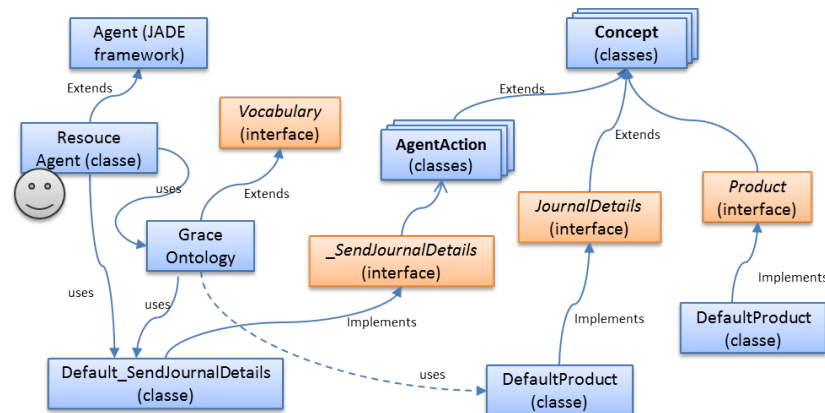 Agent (JADE
framework)
Concept
(classes)
Extends
Extends
Vocabulary
(interface)
Resouce
Agent (classe)
AgentAction
(classes)
Extends
uses
Extends
Product
(interface)
JournalDetails
(interface)
Grace
Ontology
_SendJournalDetails
(interface)
Implements
uses
uses
Implements
Implements
DefaultProduct
(classe)
Default_SendJournalDetails
(classe)
uses
DefaultProduct
(classe)